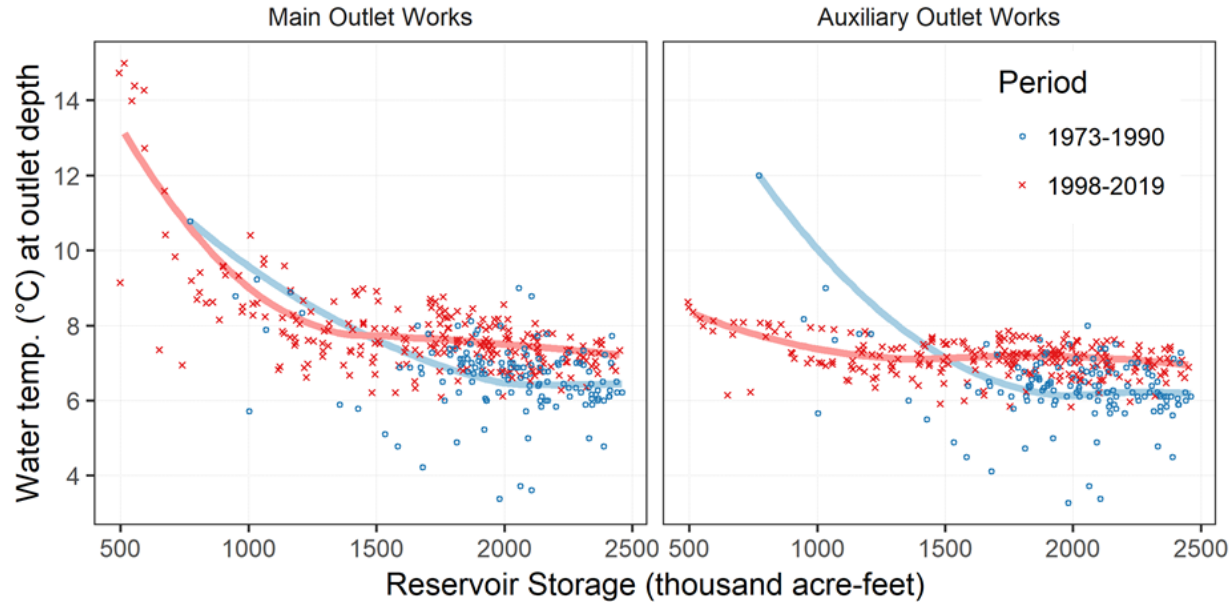 Main Outlet Works
Auxiliary Outlet Works
Water temp. (°C) at outlet depth
14
12
10
8
6
4
Period
1973-1990
1998-2019
500 1000 1500 2000 2500
500 1000 1500 2000 2500
Reservoir Storage (thousand acre-feet)